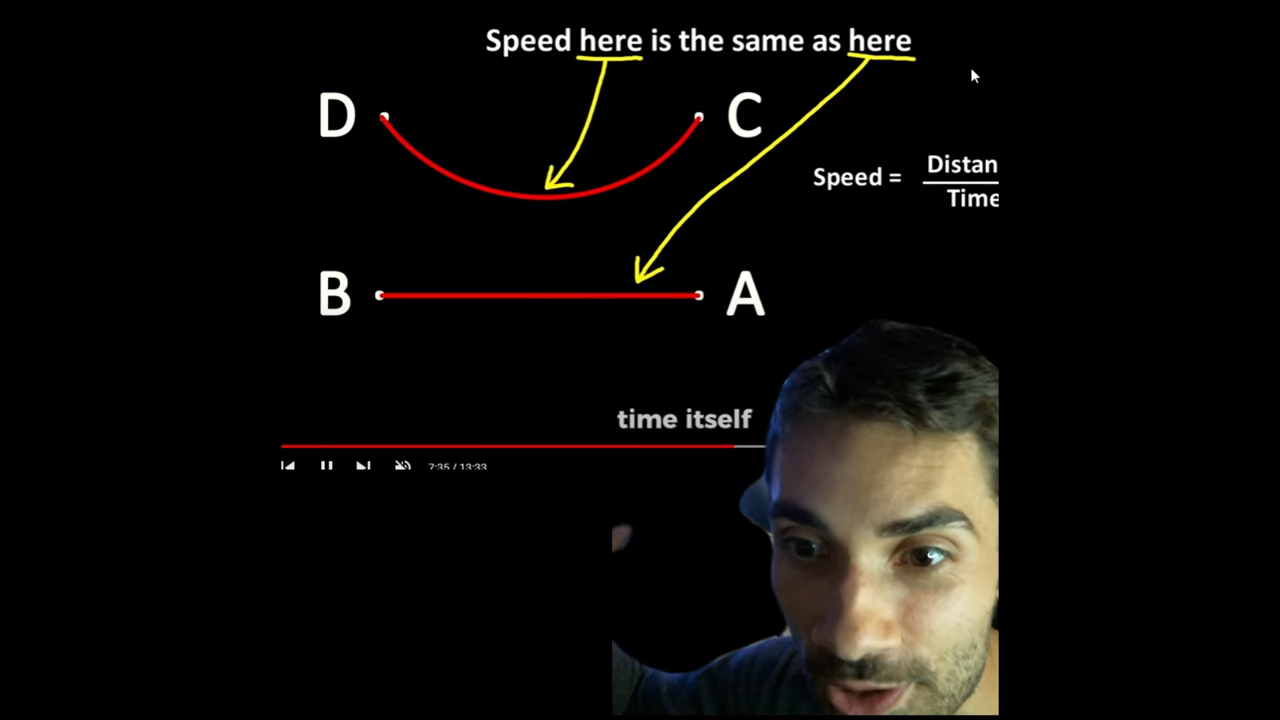 Speed here is the same as here
D
C
Speed = Distan
Time
B
A
time itself
7:35 / 13:33